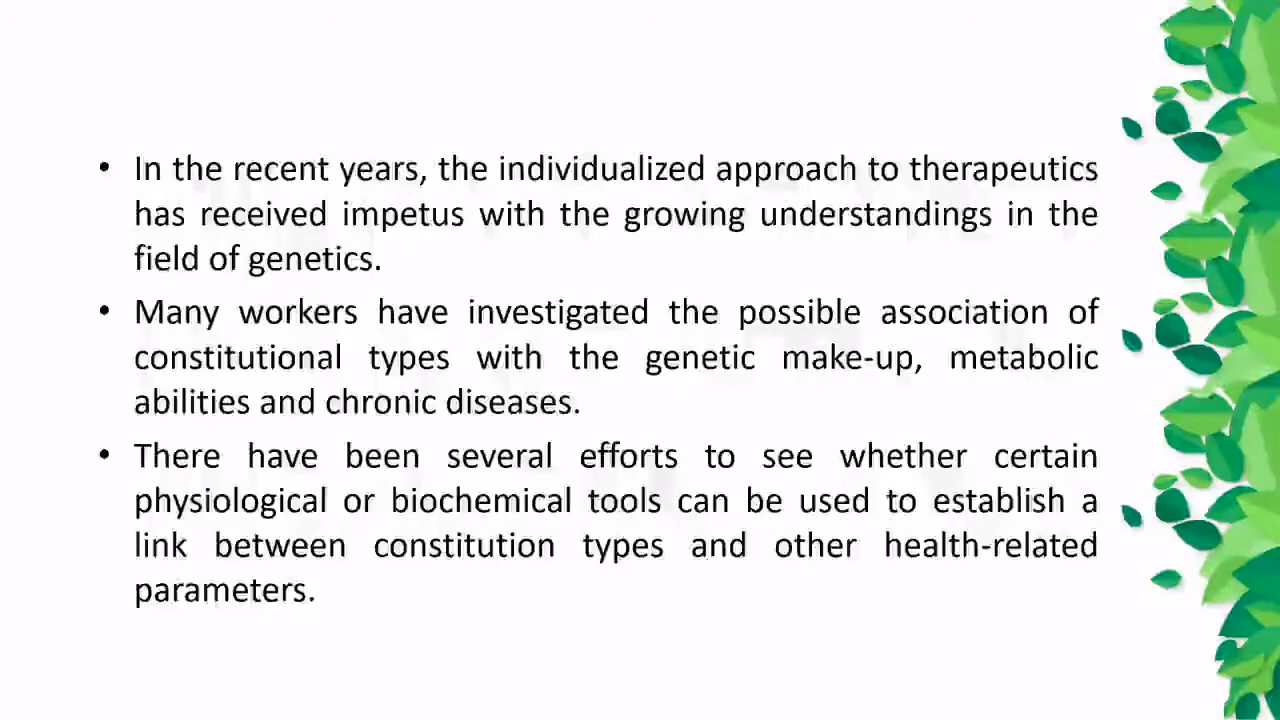 • In the recent years, the individualized approach to therapeutics
has received impetus with the growing understandings in the
field of genetics.
• Many workers have investigated the possible association of
constitutional types with the genetic make-up, metabolic
abilities and chronic diseases.
• There have been several efforts to see whether certain
physiological or biochemical tools can be used to establish a
link between constitution types and other health-related
parameters.